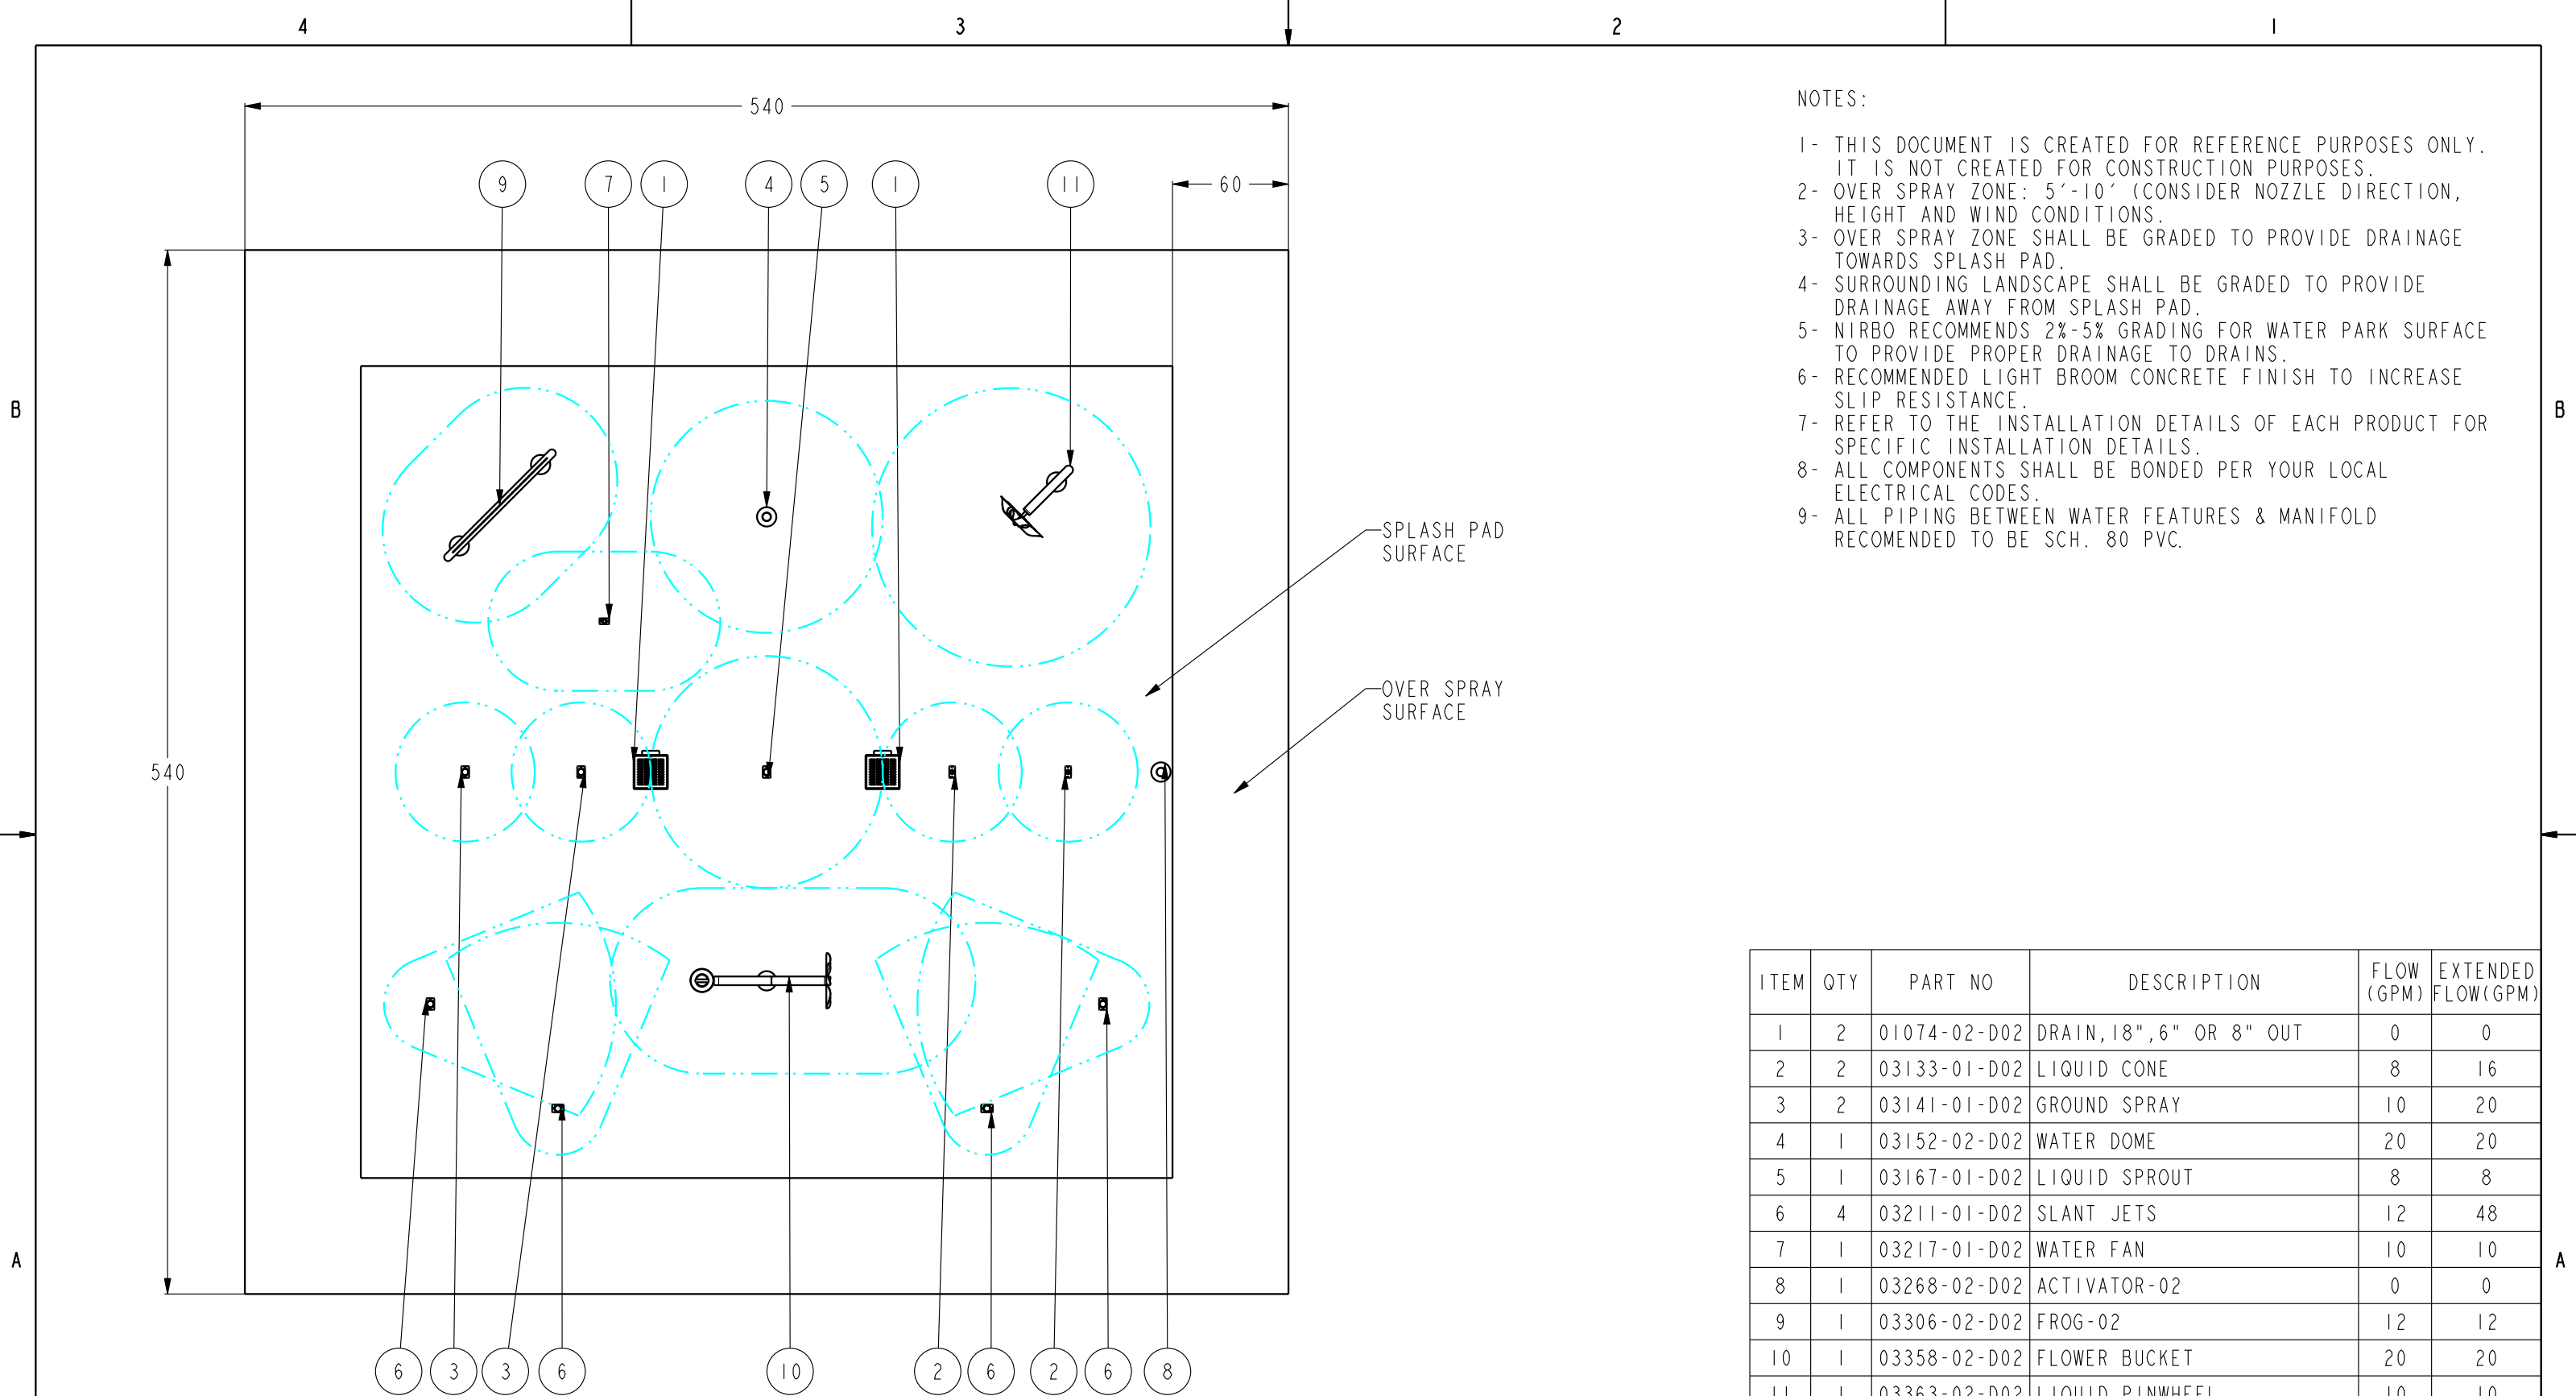 4 3 2 1
540
60
9 7 1 4 5 1 11
B B
540
SPLASH PAD
SURFACE
OVER SPRAY
SURFACE
A A
6 3 3 6 10 2 6 2 6 8
NOTES:
1- THIS DOCUMENT IS CREATED FOR REFERENCE PURPOSES ONLY.
IT IS NOT CREATED FOR CONSTRUCTION PURPOSES.
2- OVER SPRAY ZONE: 5´-10´ (CONSIDER NOZZLE DIRECTION,
HEIGHT AND WIND CONDITIONS.
3- OVER SPRAY ZONE SHALL BE GRADED TO PROVIDE DRAINAGE
TOWARDS SPLASH PAD.
4- SURROUNDING LANDSCAPE SHALL BE GRADED TO PROVIDE
DRAINAGE AWAY FROM SPLASH PAD.
5- NIRBO RECOMMENDS 2%-5% GRADING FOR WATER PARK SURFACE
TO PROVIDE PROPER DRAINAGE TO DRAINS.
6- RECOMMENDED LIGHT BROOM CONCRETE FINISH TO INCREASE
SLIP RESISTANCE.
7- REFER TO THE INSTALLATION DETAILS OF EACH PRODUCT FOR
SPECIFIC INSTALLATION DETAILS.
8- ALL COMPONENTS SHALL BE BONDED PER YOUR LOCAL
ELECTRICAL CODES.
9- ALL PIPING BETWEEN WATER FEATURES & MANIFOLD
RECOMENDED TO BE SCH. 80 PVC.
ITEM QTY PART NO DESCRIPTION FLOW (GPM) EXTENDED FLOW(GPM)
1 2 01074-02-D02 DRAIN,18",6" OR 8" OUT 0 0
2 2 03133-01-D02 LIQUID CONE 8 16
3 2 03141-01-D02 GROUND SPRAY 10 20
4 1 03152-02-D02 WATER DOME 20 20
5 1 03167-01-D02 LIQUID SPROUT 8 8
6 4 03211-01-D02 SLANT JETS 12 48
7 1 03217-01-D02 WATER FAN 10 10
8 1 03268-02-D02 ACTIVATOR-02 0 0
9 1 03306-02-D02 FROG-02 12 12
10 1 03358-02-D02 FLOWER BUCKET 20 20
11 1 03363-02-D02 LIQUID PINWHEEL 10 10